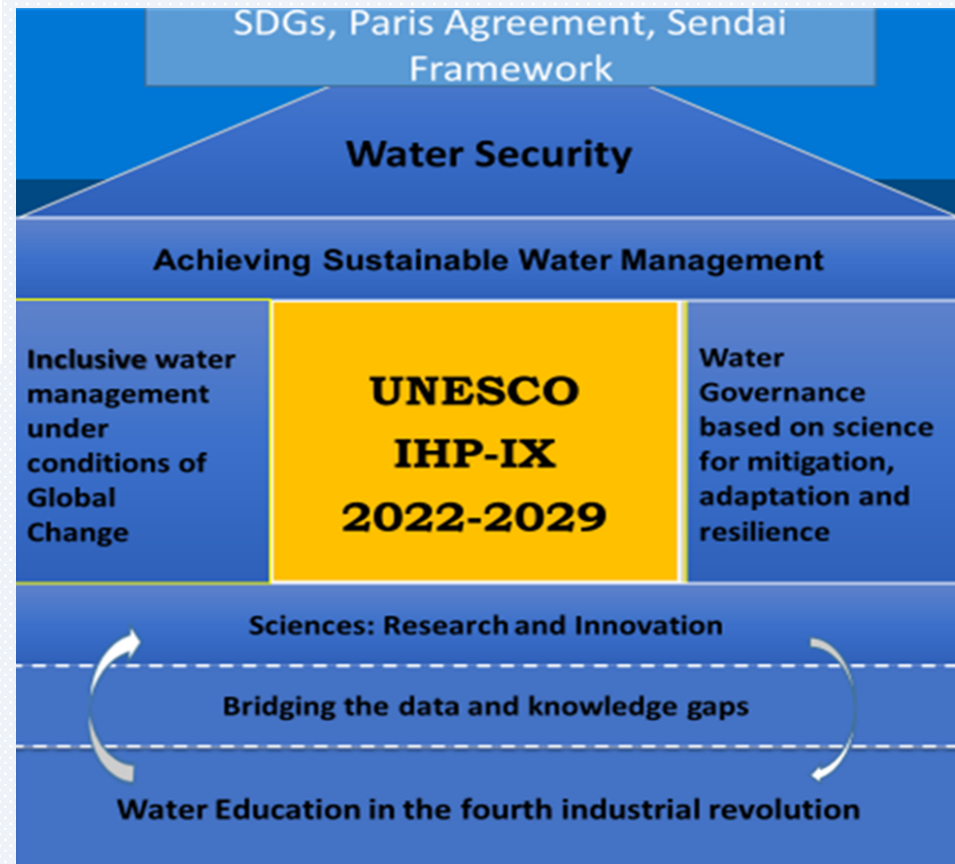 SDGs, Paris Agreement, Sendai
Framework
Water Security
Achieving Sustainable Water Management
Inclusive water
management
under
conditions of
Global
Change
UNESCO
IHP-IX
2022-2029
Water
Governance
based on science
for mitigation,
adaptation and
resilience
Sciences: Research and Innovation
Bridging the data and knowledge gaps
Water Education in the fourth industrial revolution